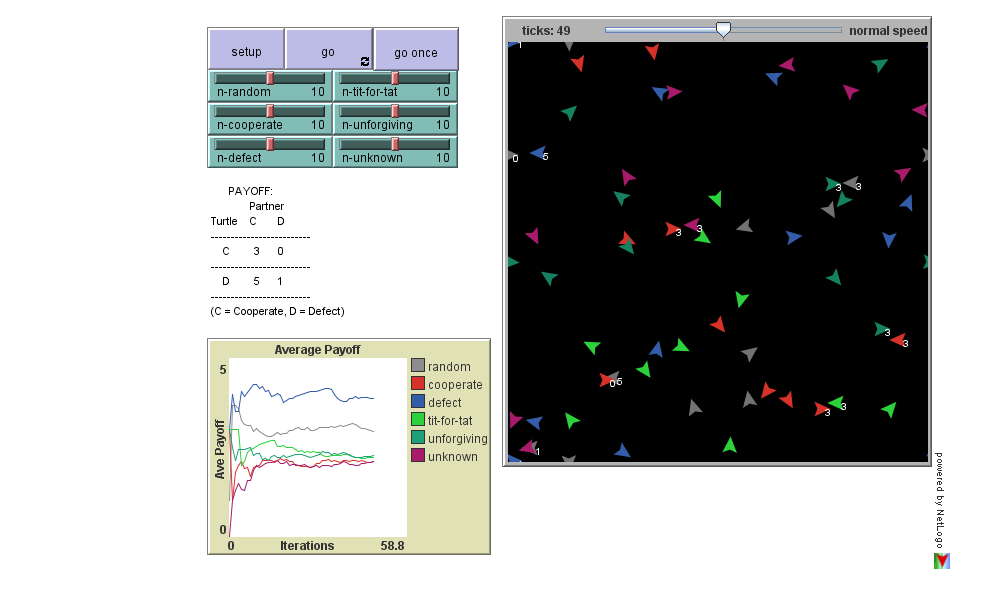 setup go go once
n-random 10 n-tit-for-tat 10
n-cooperate 10 n-unforgiving 10
n-defect 10 n-unknown 10
PAYOFF:
Partner
Turtle C D
-------------------------
C 3 0
-------------------------
D 5 1
-------------------------
(C = Cooperate, D = Defect)
Average Payoff
5
Ave Payoff
0
0 Iterations 58.8
random
cooperate
defect
tit-for-tat
unforgiving
unknown
ticks: 49 normal speed
1
0 5
3 3
3 3
3
3
0 5
3 3
1
powered by NetLogo